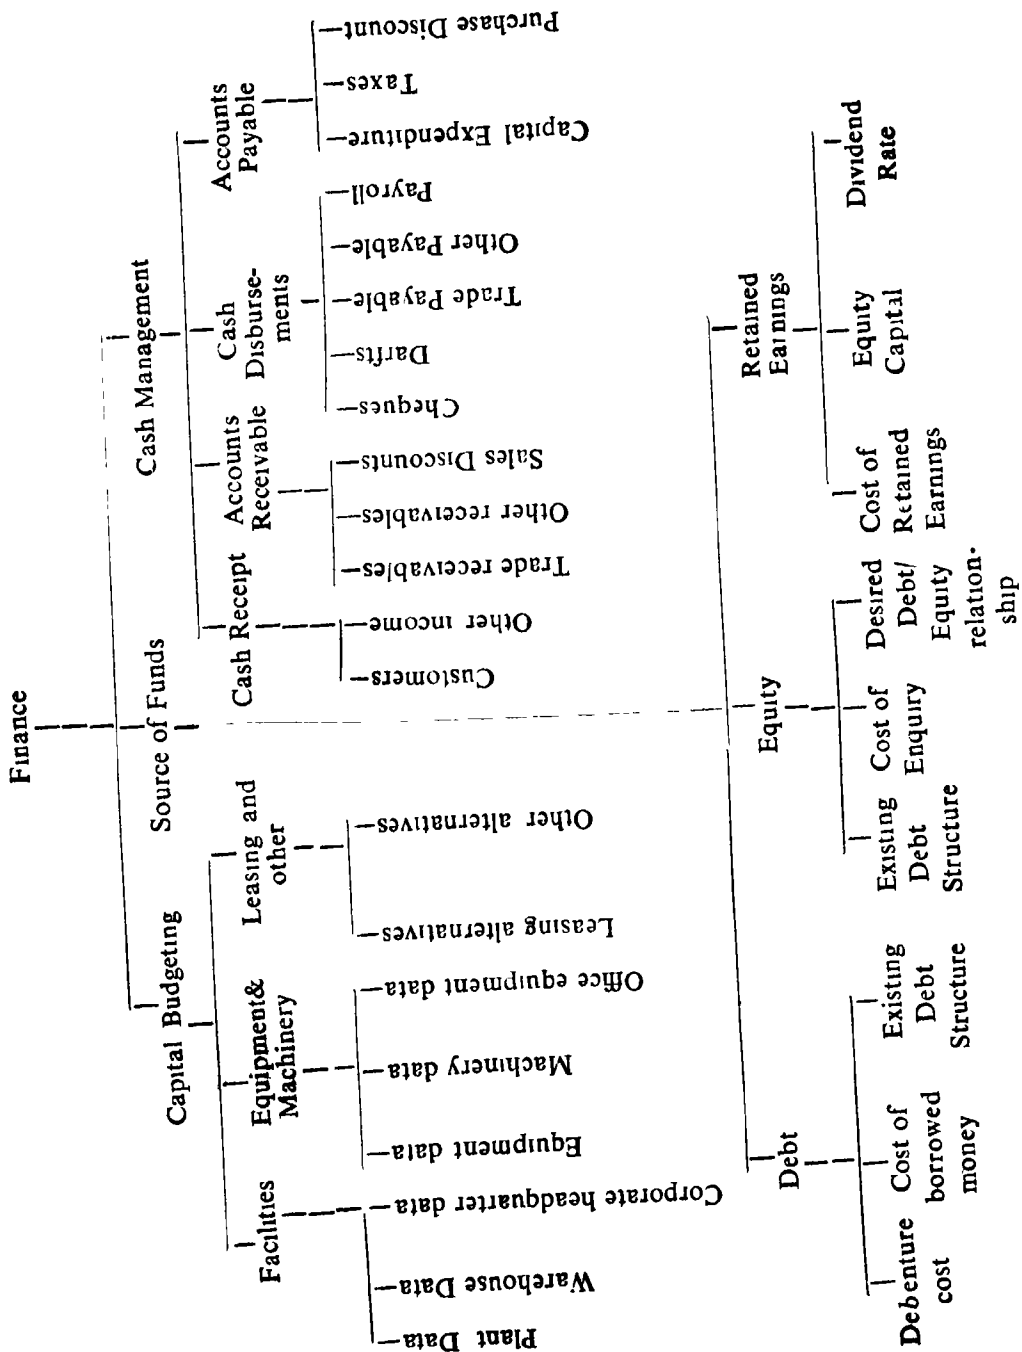 Finance
Capital Budgeting
Source of Funds
Cash Management
Facilities
Equipment&
Machinery
Leasing and
other
Cash Receipt
Accounts
Receivable
Cash
Disburse-
ments
Accounts
Payable
Plant Data
Warehouse Data
Corporate headquarter data
Equipment data
Machinery data
Office equipment data
Leasing alternatives
Other alternatives
Customers
Other income
Trade receivables
Other receivables
Sales Discounts
Cheques
Darfts
Trade Payable
Other Payable
Payroll
Capital Expenditure
Taxes
Purchase Discount
Debt
Equity
Retained
Earnings
Debenture
cost
Cost of
borrowed
money
Existing
Debt
Structure
Existing
Debt
Structure
Cost of
Enquiry
Desired
Debt/
Equity
relation-
ship
Cost of
Retained
Earnings
Equity
Capital
Dividend
Rate